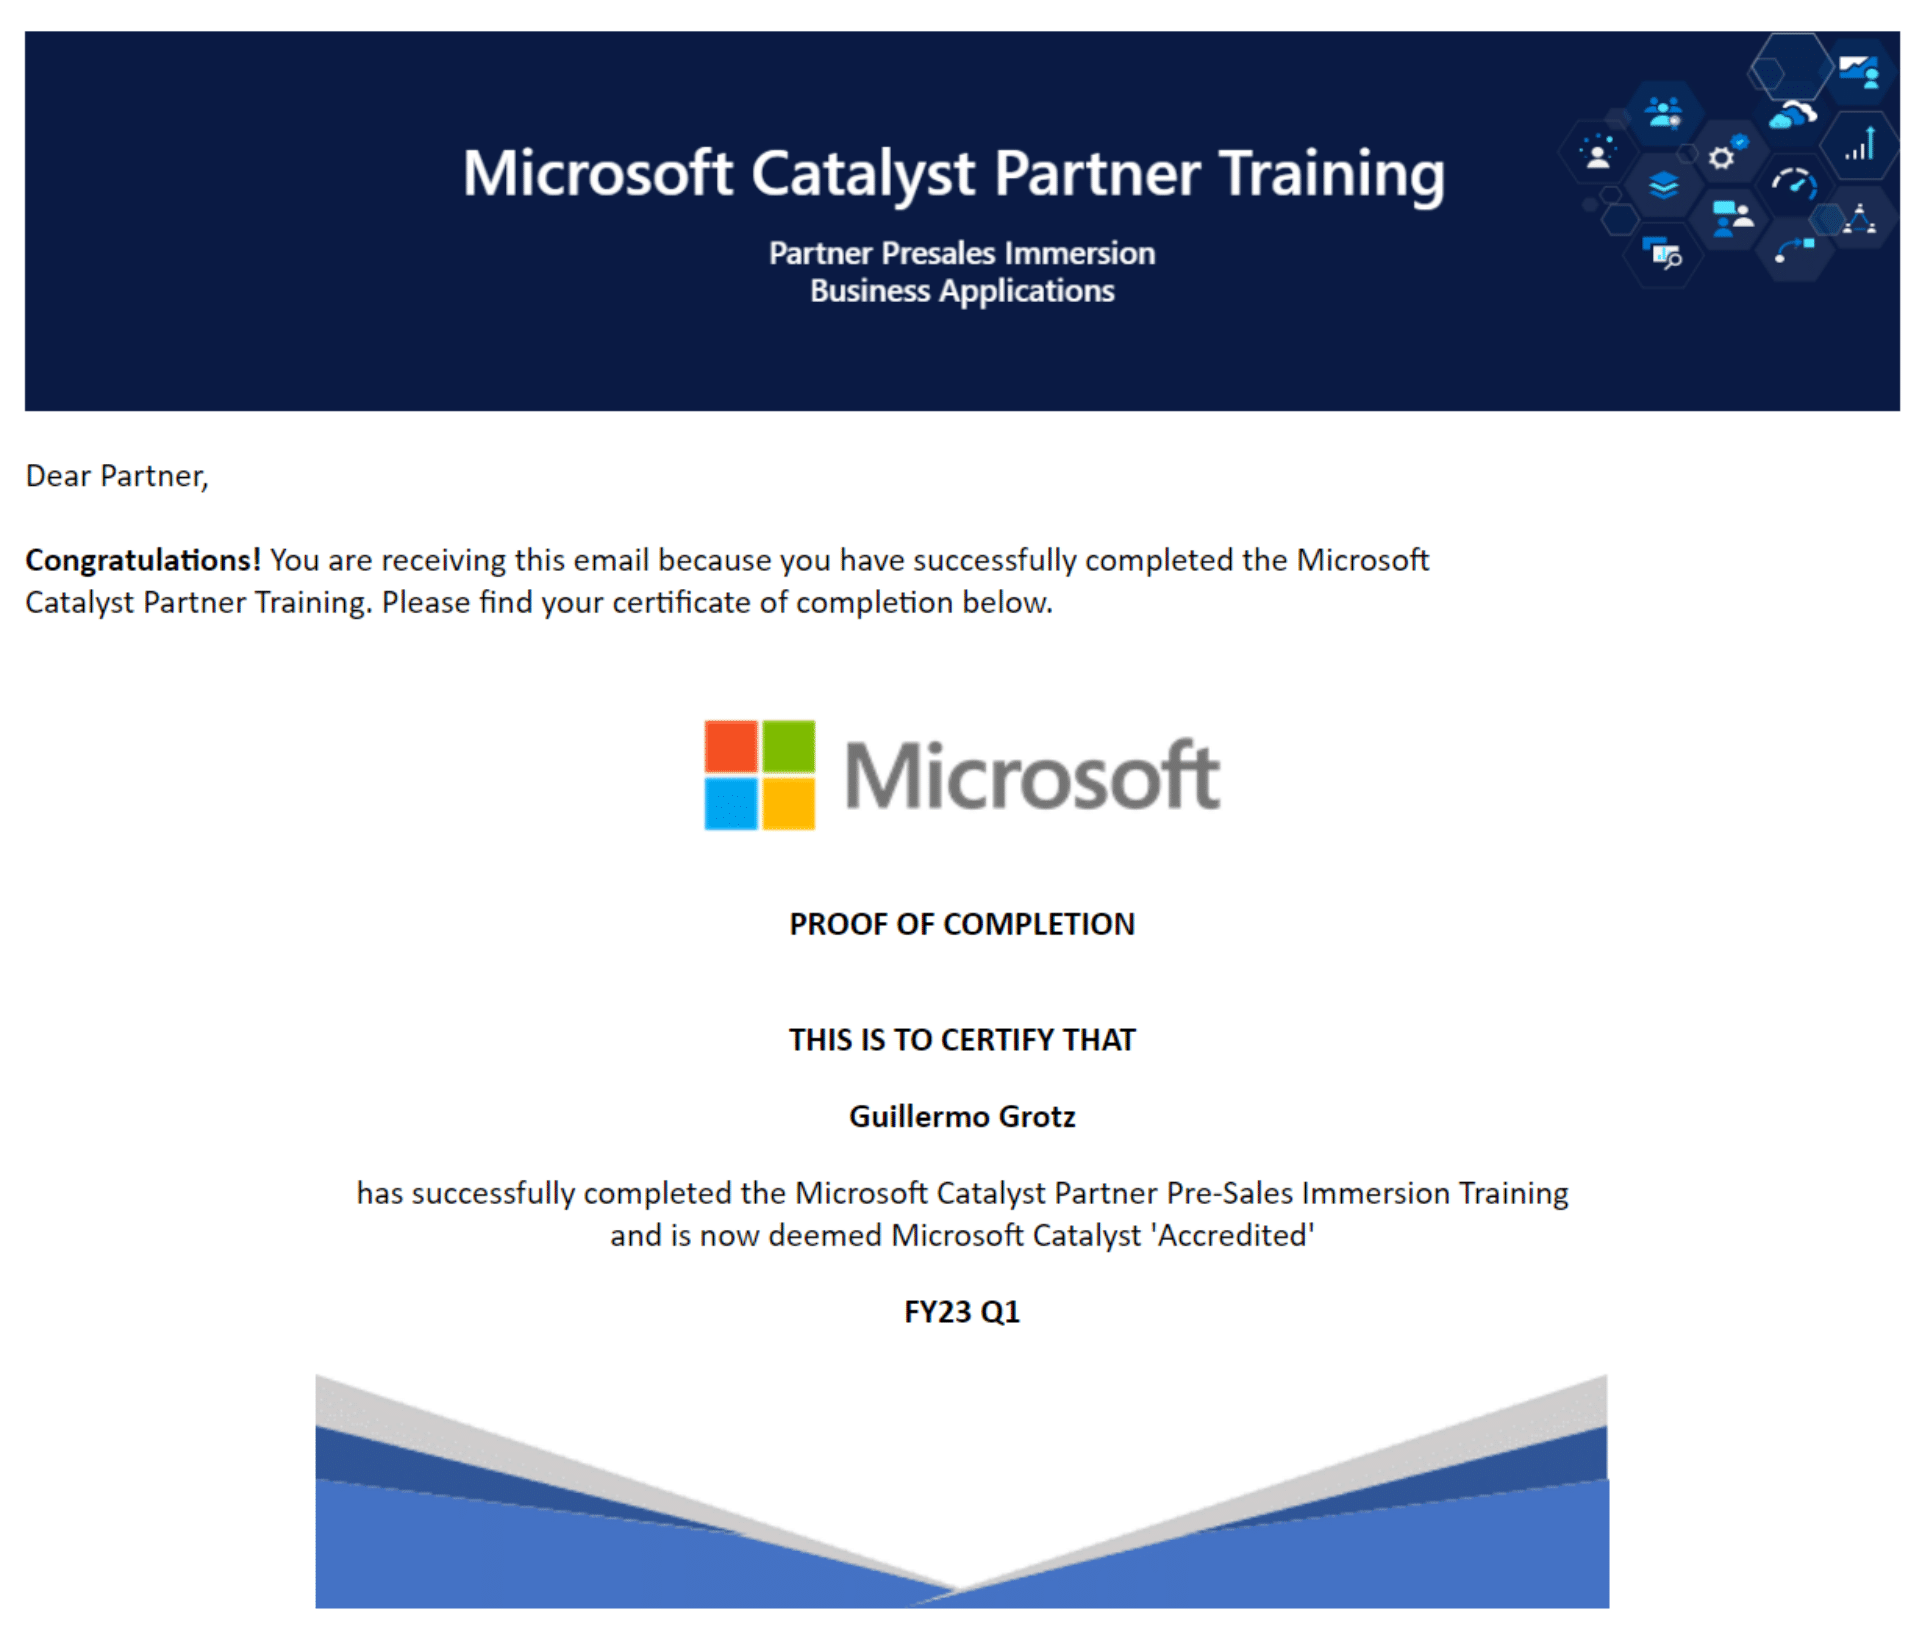 Microsoft Catalyst Partner Training
Partner Presales Immersion
Business Applications
Dear Partner,
Congratulations! You are receiving this email because you have successfully completed the Microsoft
Catalyst Partner Training. Please find your certificate of completion below.
Microsoft
PROOF OF COMPLETION
THIS IS TO CERTIFY THAT
Guillermo Grotz
has successfully completed the Microsoft Catalyst Partner Pre-Sales Immersion Training
and is now deemed Microsoft Catalyst 'Accredited'
FY23 Q1